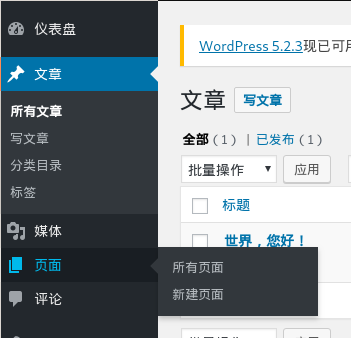 仪表盘
文章
所有文章
写文章
分类目录
标签
媒体
页面
所有页面
新建页面
评论
WordPress 5.2.3现已可用
文章 写文章
全部 (1) | 已发布 (1)
批量操作 应用
标题
世界，您好！